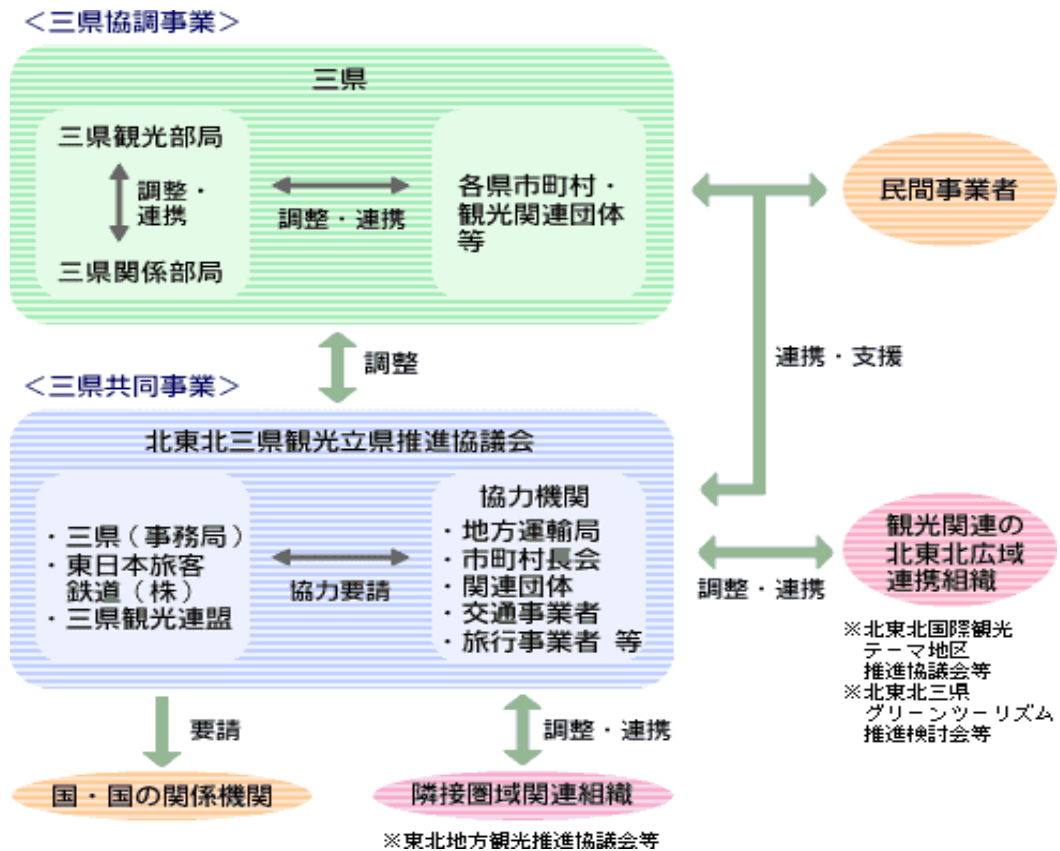 ＜三県協調事業＞
三県
三県観光部局
調整・
連携
三県関係部局
調整・連携
各県市町村・
観光関連団体
等
民間事業者
連携・支援
調整
＜三県共同事業＞
北東北三県観光立県推進協議会
・三県（事務局）
・東日本旅客
鉄道（株）
・三県観光連盟
協力要請
協力機関
・地方運輸局
・市町村長会
・関連団体
・交通事業者
・旅行事業者 等
調整・連携
観光関連の
北東北広域
連携組織
※北東北国際観光
テーマ地区
推進協議会等
※北東北三県
グリーンツーリズム
推進検討会等
要請
国・国の関係機関
調整・連携
隣接圏域関連組織
※東北地方観光推進協議会等